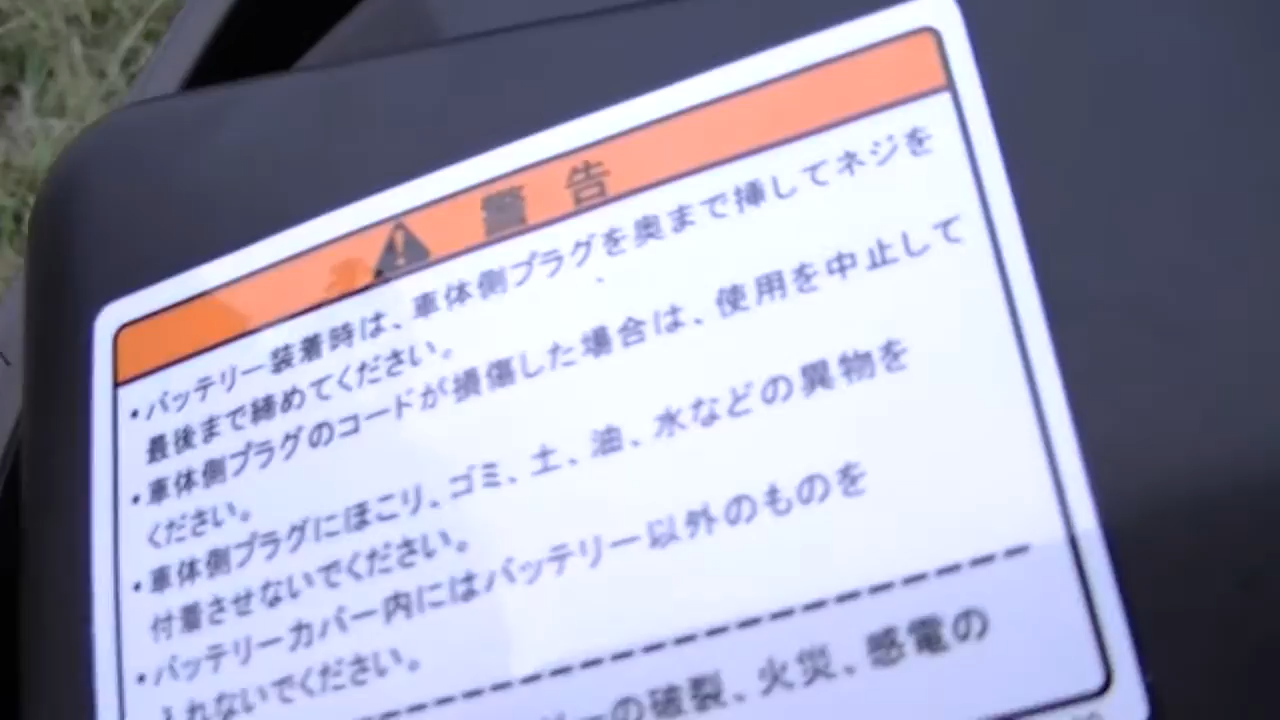 警告
・バッテリー装着時は、車体側プラグを奥まで挿してネジを
最後まで締めてください。
・車体側プラグのコードが損傷した場合は、使用を中止して
ください。
・車体側プラグにほこり、ゴミ、土、油、水などの異物を
付着させないでください。
・バッテリーカバー内にはバッテリー以外のものを
入れないでください。
の破裂、火災、感電の